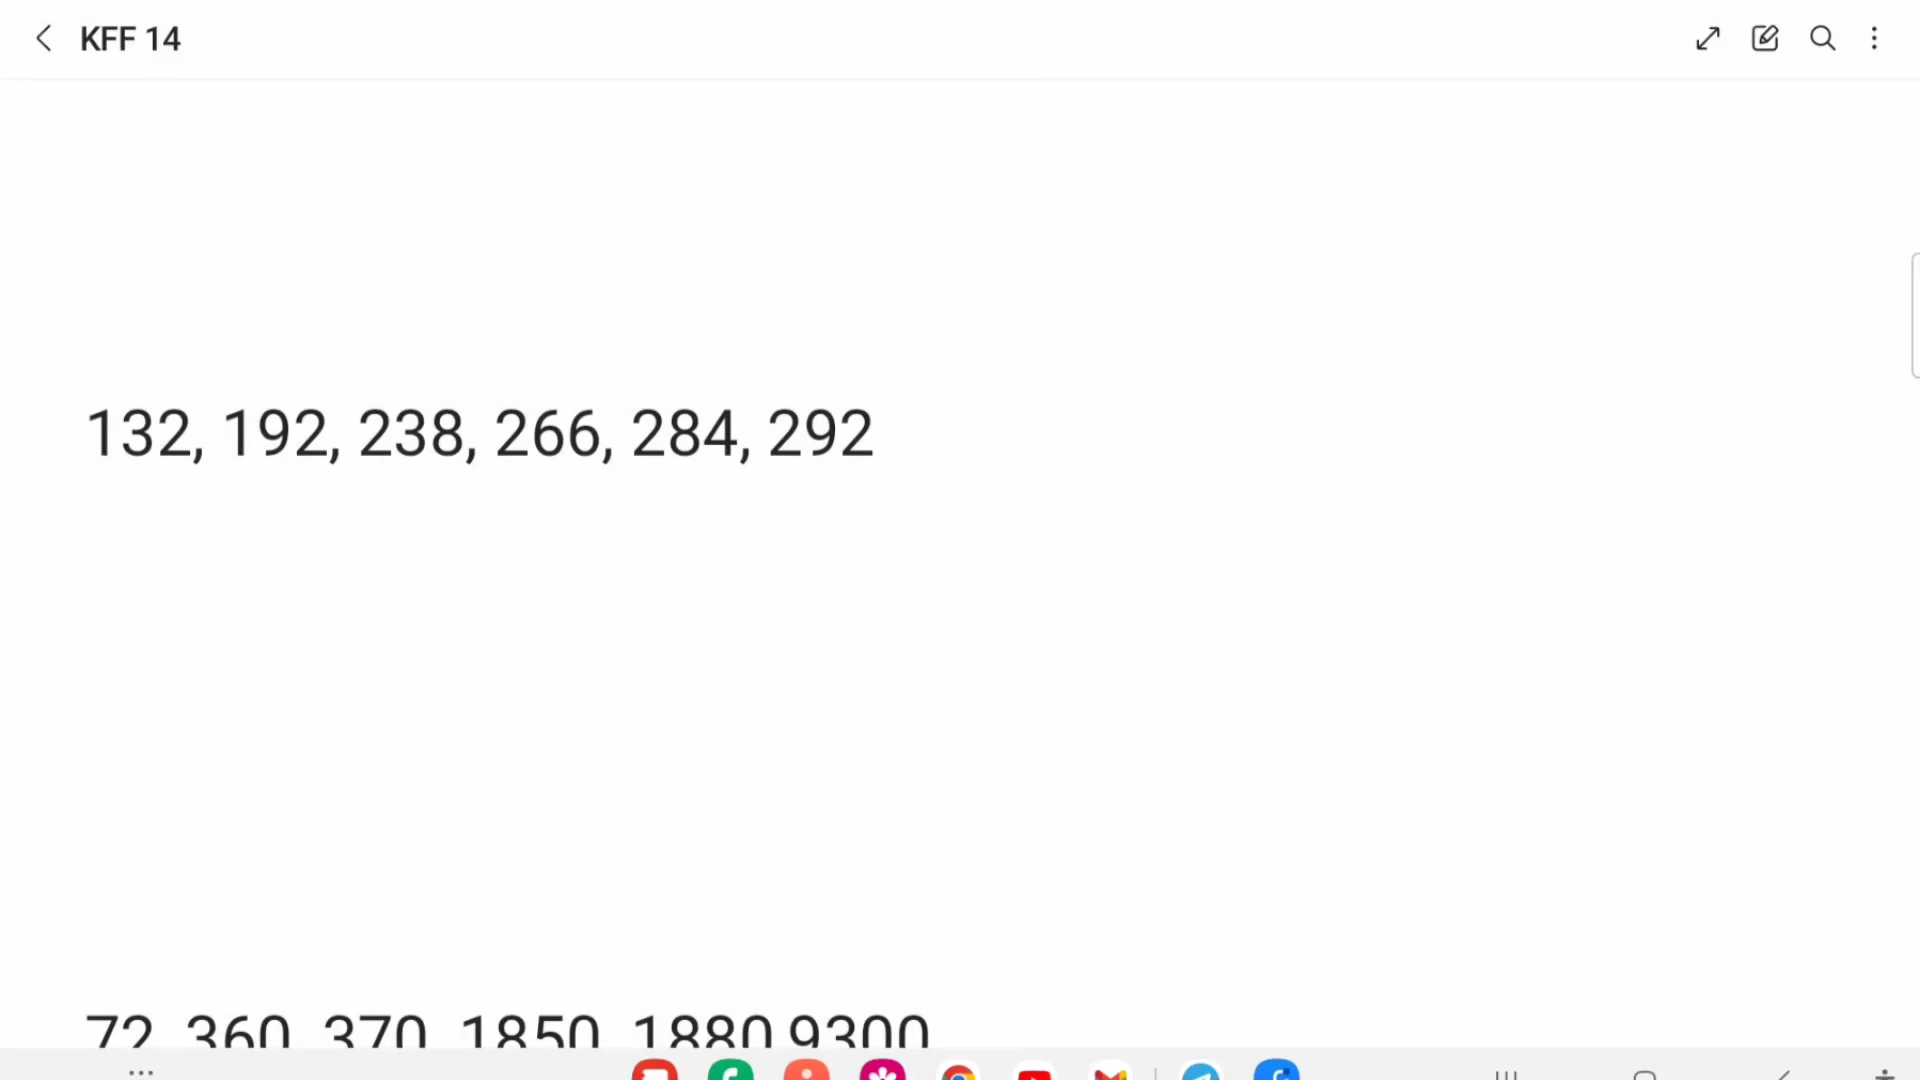 KFF 14
132, 192, 238, 266, 284, 292
72, 360, 370, 1850, 1880,9300